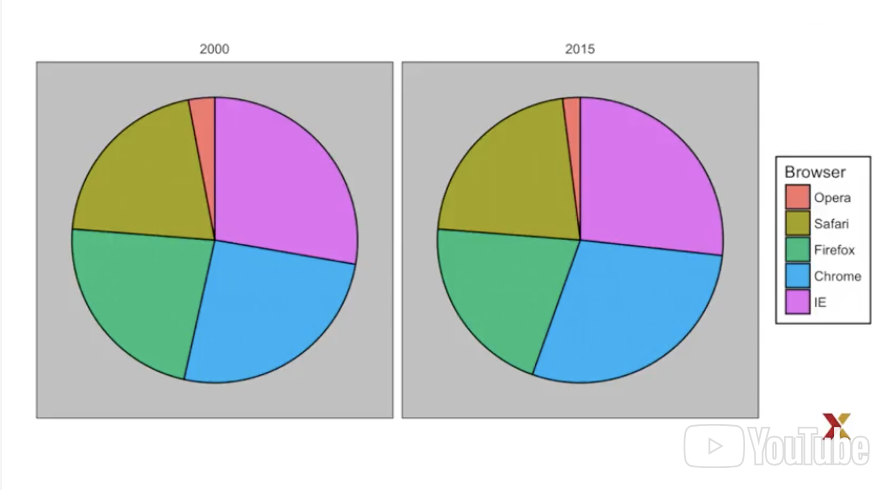 2000
2015
Browser
Opera
Safari
Firefox
Chrome
IE
X
YouTube